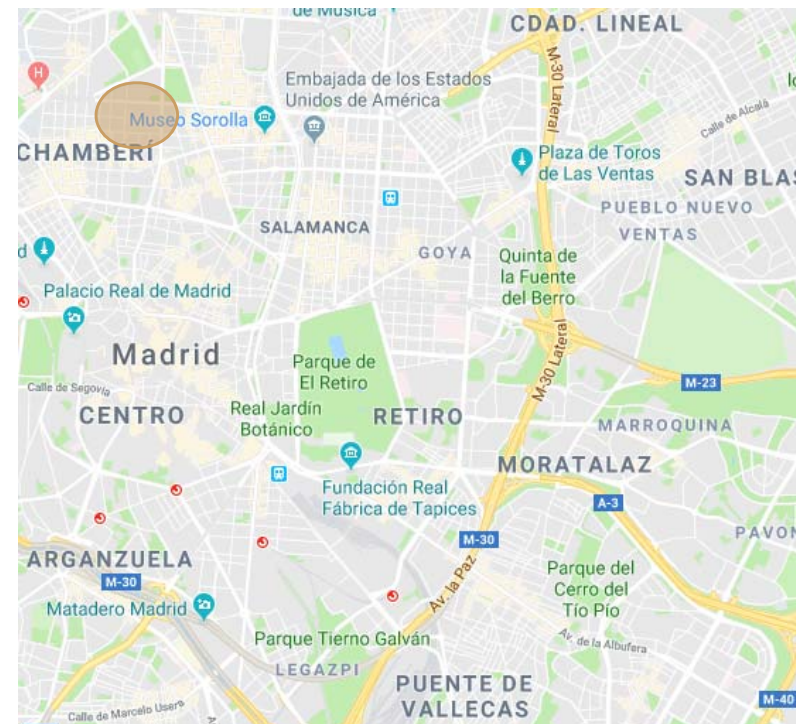 de Música
CDAD. LINEAL
M-30 Lateral
H
Embajada de los Estados
Unidos de América
Museo Sorolla
Calle de Alcalá
CHAMBERÍ
Plaza de Toros
de Las Ventas
SAN BLAS
PUEBLO NUEVO
VENTAS
SALAMANCA
GOYA
d
Quinta de
la Fuente
del Berro
Palacio Real de Madrid
Madrid
Parque de
El Retiro
M-30 Lateral
M-23
Calle de Segovia
CENTRO
Real Jardín
Botánico
RETIRO
MARROQUINA
MORATALAZ
Fundación Real
Fábrica de Tapices
A-3
M-30
PAVON
ARGANZUELA
M-30
Av. la Paz
Parque del
Cerro del
Tío Pío
Matadero Madrid
Parque Tierno Galván
Av. de la Albufera
LEGAZPI
PUENTE DE
VALLECAS
M-40
Calle de Marcelo Usera